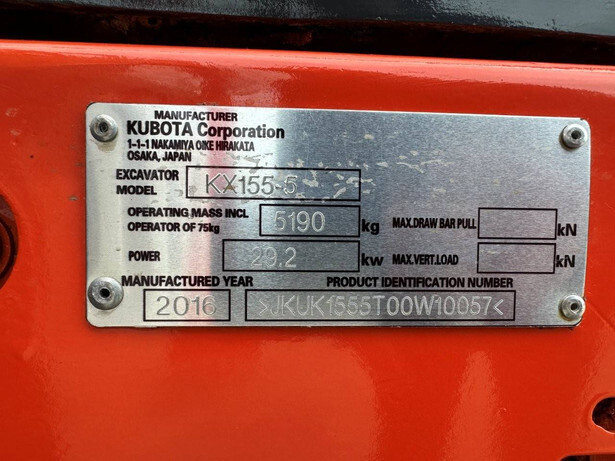 MANUFACTURER
KUBOTA Corporation
1-1-1 NAKAMIYA OIKE HIRAKATA
OSAKA, JAPAN
EXCAVATOR MODEL KX155-5
OPERATING MASS INCL OPERATOR OF 75kg 5190 kg MAX.DRAW BAR PULL kN
POWER 29.2 kw MAX.VERT.LOAD kN
MANUFACTURED YEAR PRODUCT IDENTIFICATION NUMBER
2016 >JKUK1555T00W10057<